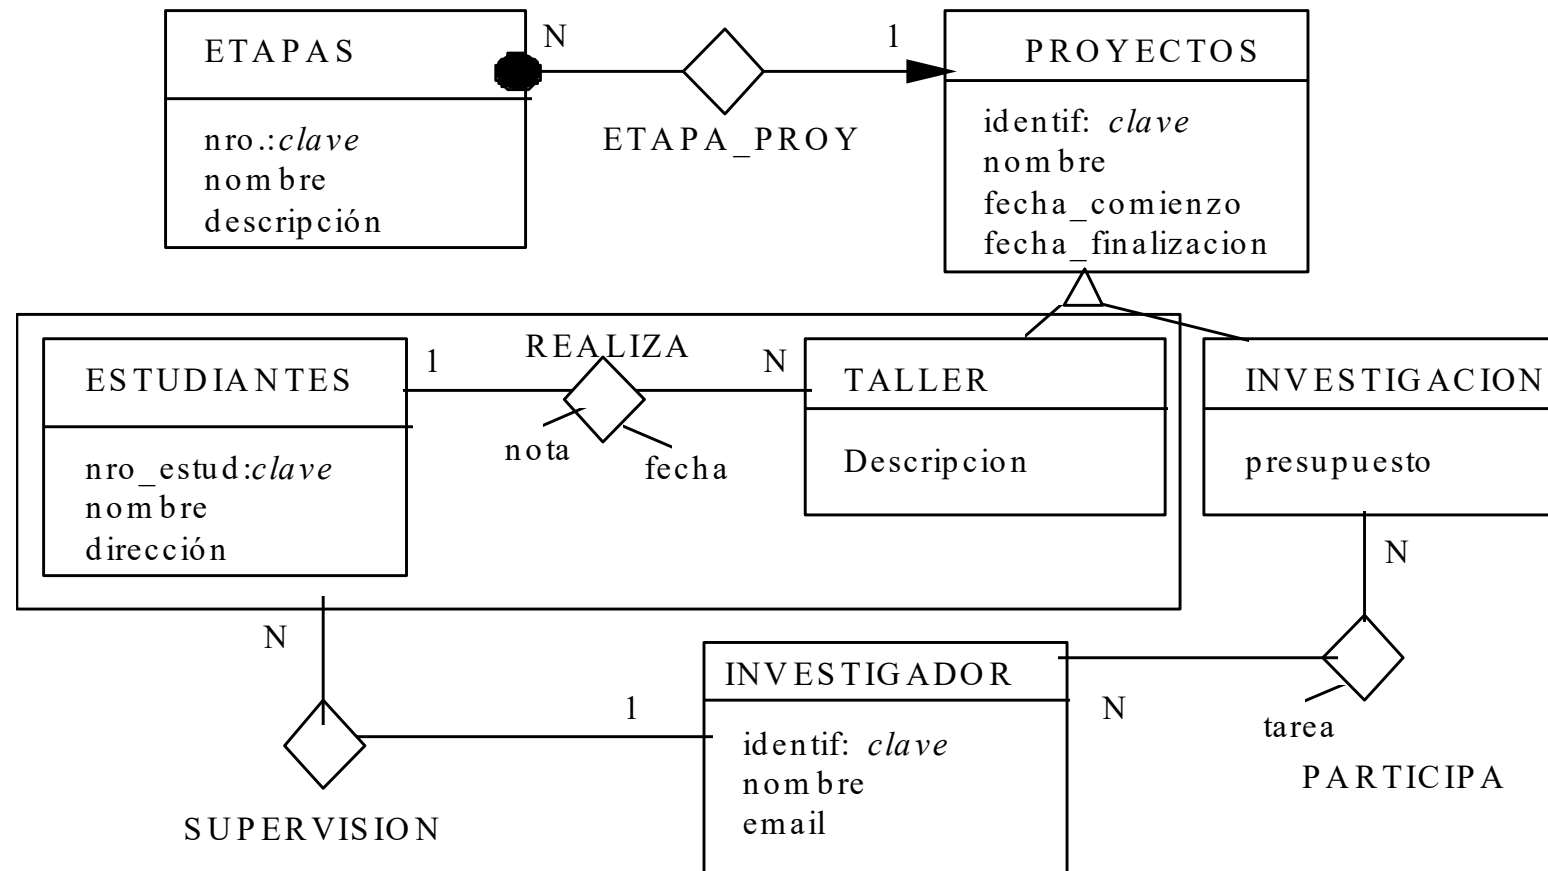 ETAPAS
N
1
PROYECTOS
nro.:clave
nombre
descripción
ETAPA_PROY
identif: clave
nombre
fecha_comienzo
fecha_finalizacion
ESTUDIANTES
1
REALIZA
N
TALLER
INVESTIGACION
nro_estud:clave
nombre
dirección
nota
fecha
Descripcion
presupuesto
N
N
INVESTIGADOR
1
N
tarea
identif: clave
nombre
email
PARTICIPA
SUPERVISION